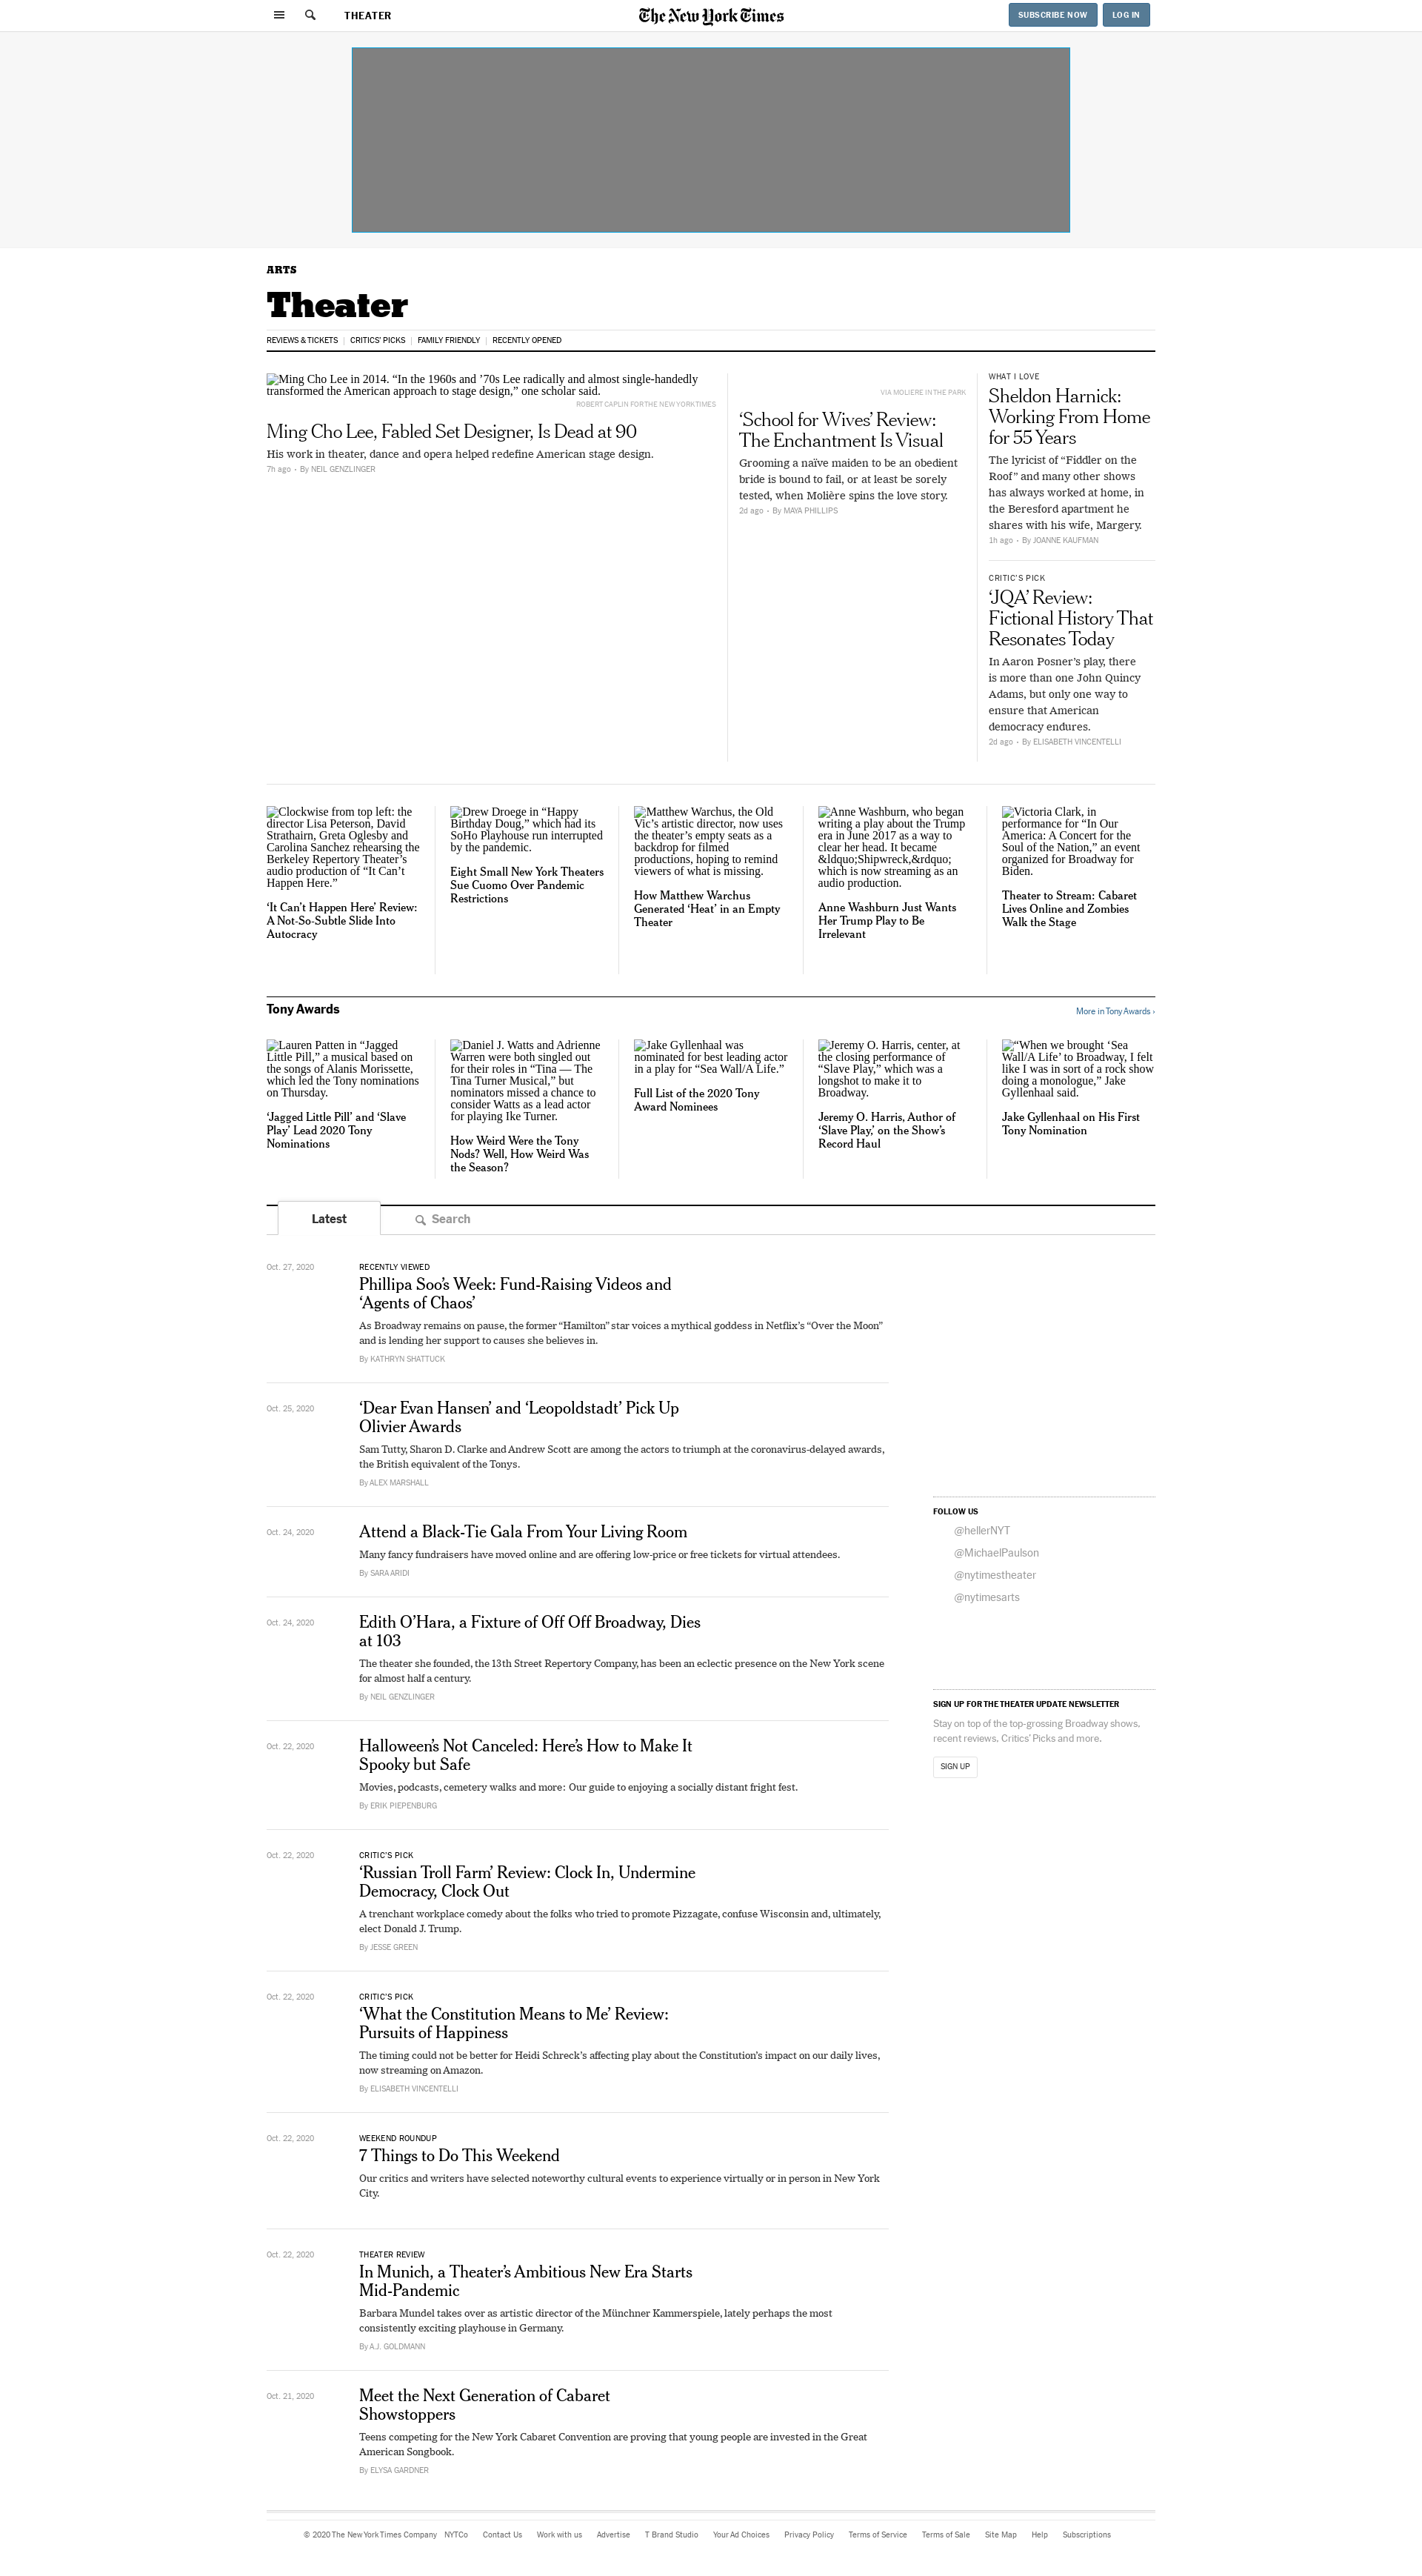 THEATER
The New York Times
SUBSCRIBE NOW
LOG IN
ARTS
Theater
REVIEWS & TICKETS
CRITICS' PICKS
FAMILY FRIENDLY
RECENTLY OPENED
Ming Cho Lee in 2014. “In the 1960s and ’70s Lee radically and almost single-handedly
transformed the American approach to stage design,” one scholar said.
ROBERT CAPLIN FOR THE NEW YORK TIMES
Ming Cho Lee, Fabled Set Designer, Is Dead at 90
His work in theater, dance and opera helped redefine American stage design.
7h ago • By NEIL GENZLINGER
VIA MOLIERE IN THE PARK
‘School for Wives’ Review:
The Enchantment Is Visual
Grooming a naïve maiden to be an obedient
bride is bound to fail, or at least be sorely
tested, when Molière spins the love story.
2d ago • By MAYA PHILLIPS
WHAT I LOVE
Sheldon Harnick:
Working From Home
for 55 Years
The lyricist of “Fiddler on the
Roof” and many other shows
has always worked at home, in
the Beresford apartment he
shares with his wife, Margery.
1h ago • By JOANNE KAUFMAN
CRITIC’S PICK
‘JQA’ Review:
Fictional History That
Resonates Today
In Aaron Posner’s play, there
is more than one John Quincy
Adams, but only one way to
ensure that American
democracy endures.
2d ago • By ELISABETH VINCENTELLI
Clockwise from top left: the
director Lisa Peterson, David
Strathairn, Greta Oglesby and
Carolina Sanchez rehearsing the
Berkeley Repertory Theater’s
audio production of “It Can’t
Happen Here.”
‘It Can’t Happen Here’ Review:
A Not-So-Subtle Slide Into
Autocracy
Drew Droege in “Happy
Birthday Doug,” which had its
SoHo Playhouse run interrupted
by the pandemic.
Eight Small New York Theaters
Sue Cuomo Over Pandemic
Restrictions
Matthew Warchus, the Old
Vic’s artistic director, now uses
the theater’s empty seats as a
backdrop for filmed
productions, hoping to remind
viewers of what is missing.
How Matthew Warchus
Generated ‘Heat’ in an Empty
Theater
Anne Washburn, who began
writing a play about the Trump
era in June 2017 as a way to
clear her head. It became
&ldquo;Shipwreck,&rdquo;
which is now streaming as an
audio production.
Anne Washburn Just Wants
Her Trump Play to Be
Irrelevant
Victoria Clark, in
performance for “In Our
America: A Concert for the
Soul of the Nation,” an event
organized for Broadway for
Biden.
Theater to Stream: Cabaret
Lives Online and Zombies
Walk the Stage
Tony Awards
More in Tony Awards ›
Lauren Patten in “Jagged
Little Pill,” a musical based on
the songs of Alanis Morissette,
which led the Tony nominations
on Thursday.
‘Jagged Little Pill’ and ‘Slave
Play’ Lead 2020 Tony
Nominations
Daniel J. Watts and Adrienne
Warren were both singled out
for their roles in “Tina — The
Tina Turner Musical,” but
nominators missed a chance to
consider Watts as a lead actor
for playing Ike Turner.
How Weird Were the Tony
Nods? Well, How Weird Was
the Season?
Jake Gyllenhaal was
nominated for best leading actor
in a play for “Sea Wall/A Life.”
Full List of the 2020 Tony
Award Nominees
Jeremy O. Harris, center, at
the closing performance of
“Slave Play,” which was a
longshot to make it to
Broadway.
Jeremy O. Harris, Author of
‘Slave Play,’ on the Show’s
Record Haul
“When we brought ‘Sea
Wall/A Life’ to Broadway, I felt
like I was in sort of a rock show
doing a monologue,” Jake
Gyllenhaal said.
Jake Gyllenhaal on His First
Tony Nomination
Latest
Search
Oct. 27, 2020
RECENTLY VIEWED
Phillipa Soo’s Week: Fund-Raising Videos and
‘Agents of Chaos’
As Broadway remains on pause, the former “Hamilton” star voices a mythical goddess in Netflix’s “Over the Moon”
and is lending her support to causes she believes in.
By KATHRYN SHATTUCK
Oct. 25, 2020
‘Dear Evan Hansen’ and ‘Leopoldstadt’ Pick Up
Olivier Awards
Sam Tutty, Sharon D. Clarke and Andrew Scott are among the actors to triumph at the coronavirus-delayed awards,
the British equivalent of the Tonys.
By ALEX MARSHALL
Oct. 24, 2020
Attend a Black-Tie Gala From Your Living Room
Many fancy fundraisers have moved online and are offering low-price or free tickets for virtual attendees.
By SARA ARIDI
Oct. 24, 2020
Edith O’Hara, a Fixture of Off Off Broadway, Dies
at 103
The theater she founded, the 13th Street Repertory Company, has been an eclectic presence on the New York scene
for almost half a century.
By NEIL GENZLINGER
Oct. 22, 2020
Halloween’s Not Canceled: Here’s How to Make It
Spooky but Safe
Movies, podcasts, cemetery walks and more: Our guide to enjoying a socially distant fright fest.
By ERIK PIEPENBURG
Oct. 22, 2020
CRITIC’S PICK
‘Russian Troll Farm’ Review: Clock In, Undermine
Democracy, Clock Out
A trenchant workplace comedy about the folks who tried to promote Pizzagate, confuse Wisconsin and, ultimately,
elect Donald J. Trump.
By JESSE GREEN
Oct. 22, 2020
CRITIC’S PICK
‘What the Constitution Means to Me’ Review:
Pursuits of Happiness
The timing could not be better for Heidi Schreck’s affecting play about the Constitution’s impact on our daily lives,
now streaming on Amazon.
By ELISABETH VINCENTELLI
Oct. 22, 2020
WEEKEND ROUNDUP
7 Things to Do This Weekend
Our critics and writers have selected noteworthy cultural events to experience virtually or in person in New York
City.
Oct. 22, 2020
THEATER REVIEW
In Munich, a Theater’s Ambitious New Era Starts
Mid-Pandemic
Barbara Mundel takes over as artistic director of the Münchner Kammerspiele, lately perhaps the most
consistently exciting playhouse in Germany.
By A.J. GOLDMANN
Oct. 21, 2020
Meet the Next Generation of Cabaret
Showstoppers
Teens competing for the New York Cabaret Convention are proving that young people are invested in the Great
American Songbook.
By ELYSA GARDNER
FOLLOW US
@hellerNYT
@MichaelPaulson
@nytimestheater
@nytimesarts
SIGN UP FOR THE THEATER UPDATE NEWSLETTER
Stay on top of the top-grossing Broadway shows,
recent reviews, Critics’ Picks and more.
SIGN UP
© 2020 The New York Times Company
NYTCo
Contact Us
Work with us
Advertise
T Brand Studio
Your Ad Choices
Privacy Policy
Terms of Service
Terms of Sale
Site Map
Help
Subscriptions